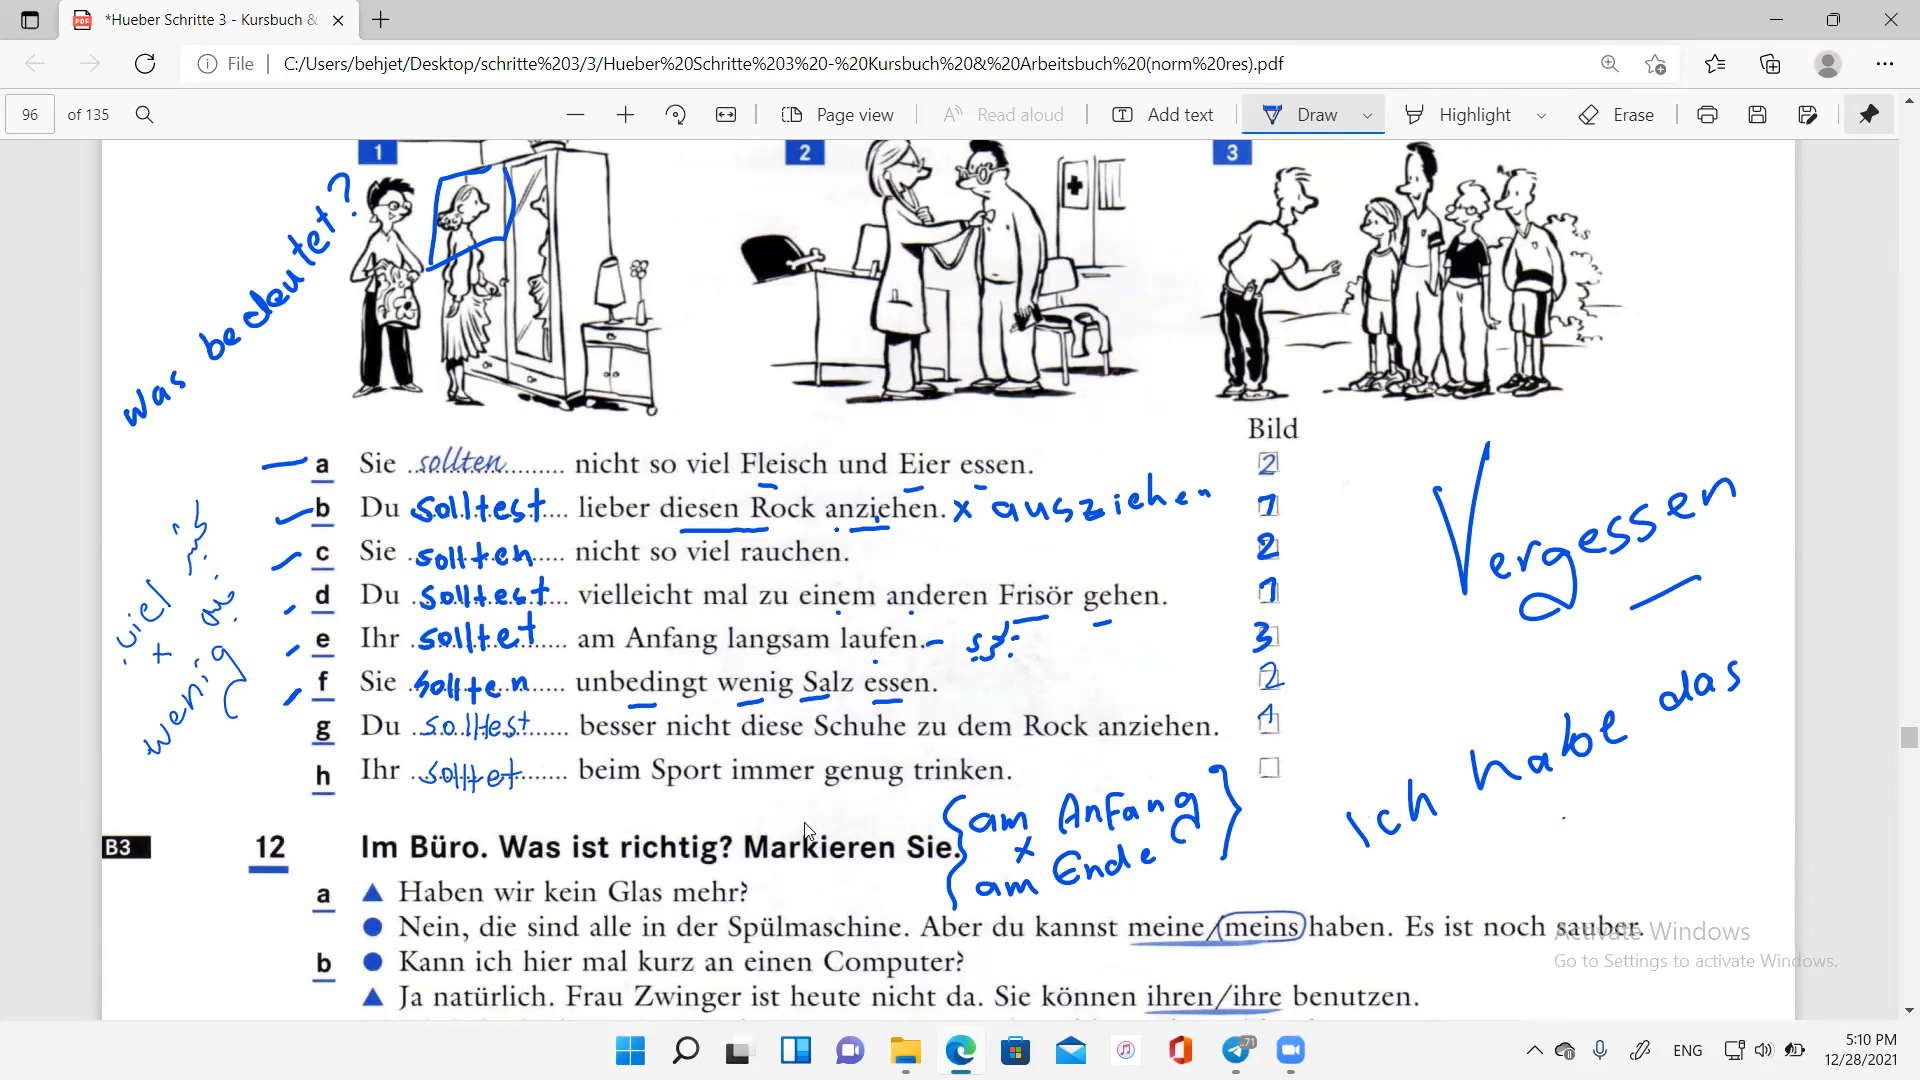 *Hueber Schritte 3 - Kursbuch &
File
C:/Users/behjet/Desktop/schritte%203/3/Hueber%20Schritte%203%20-%20Kursbuch%20&%20Arbeitsbuch%20(norm%20res).pdf
96 of 135
Page view
Read aloud
Add text
Draw
Highlight
Erase
1
2
3
was bedeutet?
Bild
a Sie sollten nicht so viel Fleisch und Eier essen. 2
b Du solltest lieber diesen Rock anziehen. x ausziehen 1
c Sie sollten nicht so viel rauchen. 2
d Du solltest vielleicht mal zu einem anderen Frisör gehen. 1
e Ihr solltet am Anfang langsam laufen. 3
f Sie sollten unbedingt wenig Salz essen. 2
g Du solltest besser nicht diese Schuhe zu dem Rock anziehen. 1
h Ihr solltet beim Sport immer genug trinken.
viel
x
wenig
Vergessen
Ich habe das
am Anfang
x
am Ende
B3
12 Im Büro. Was ist richtig? Markieren Sie.
a ▲ Haben wir kein Glas mehr?
● Nein, die sind alle in der Spülmaschine. Aber du kannst meine/meins haben. Es ist noch sauber.
b ● Kann ich hier mal kurz an einen Computer?
▲ Ja natürlich. Frau Zwinger ist heute nicht da. Sie können ihren/ihre benutzen.
Activate Windows
Go to Settings to activate Windows.
71
ENG
5:10 PM
12/28/2021